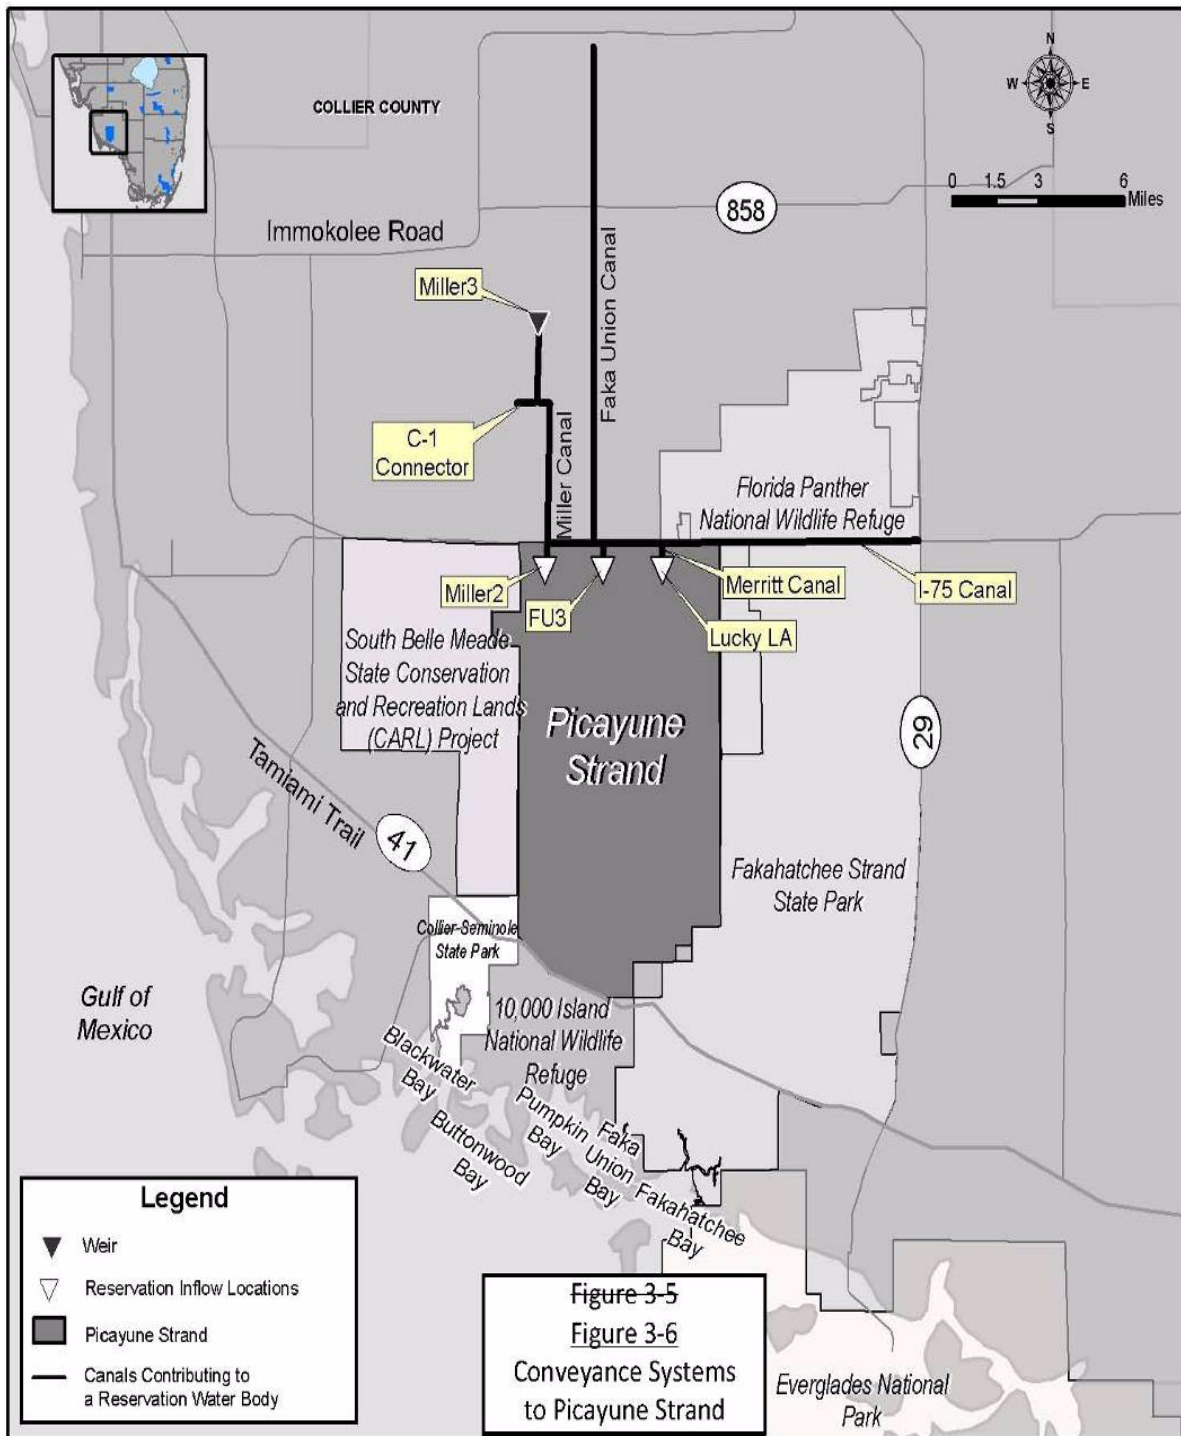 N
W
E
S
COLLIER COUNTY
0 1.5 3 6
Miles
858
Immokolee Road
Miller3
Faka Union Canal
C-1
Connector
Miller Canal
Florida Panther
National Wildlife Refuge
Miller2
FU3
Merritt Canal
I-75 Canal
Lucky LA
South Belle Meade
State Conservation
and Recreation Lands
(CARL) Project
Picayune
Strand
29
Tamiami Trail
41
Fakahatchee Strand
State Park
Collier-Seminole
State Park
Gulf of
Mexico
10,000 Island
National Wildlife
Refuge
Blackwater
Bay
Buttonwood
Bay
Pumpkin
Bay
Faka
Union
Bay
Fakahatchee
Bay
Legend
Weir
Reservation Inflow Locations
Picayune Strand
Canals Contributing to
a Reservation Water Body
Figure 3-5
Figure 3-6
Conveyance Systems
to Picayune Strand
Everglades National
Park